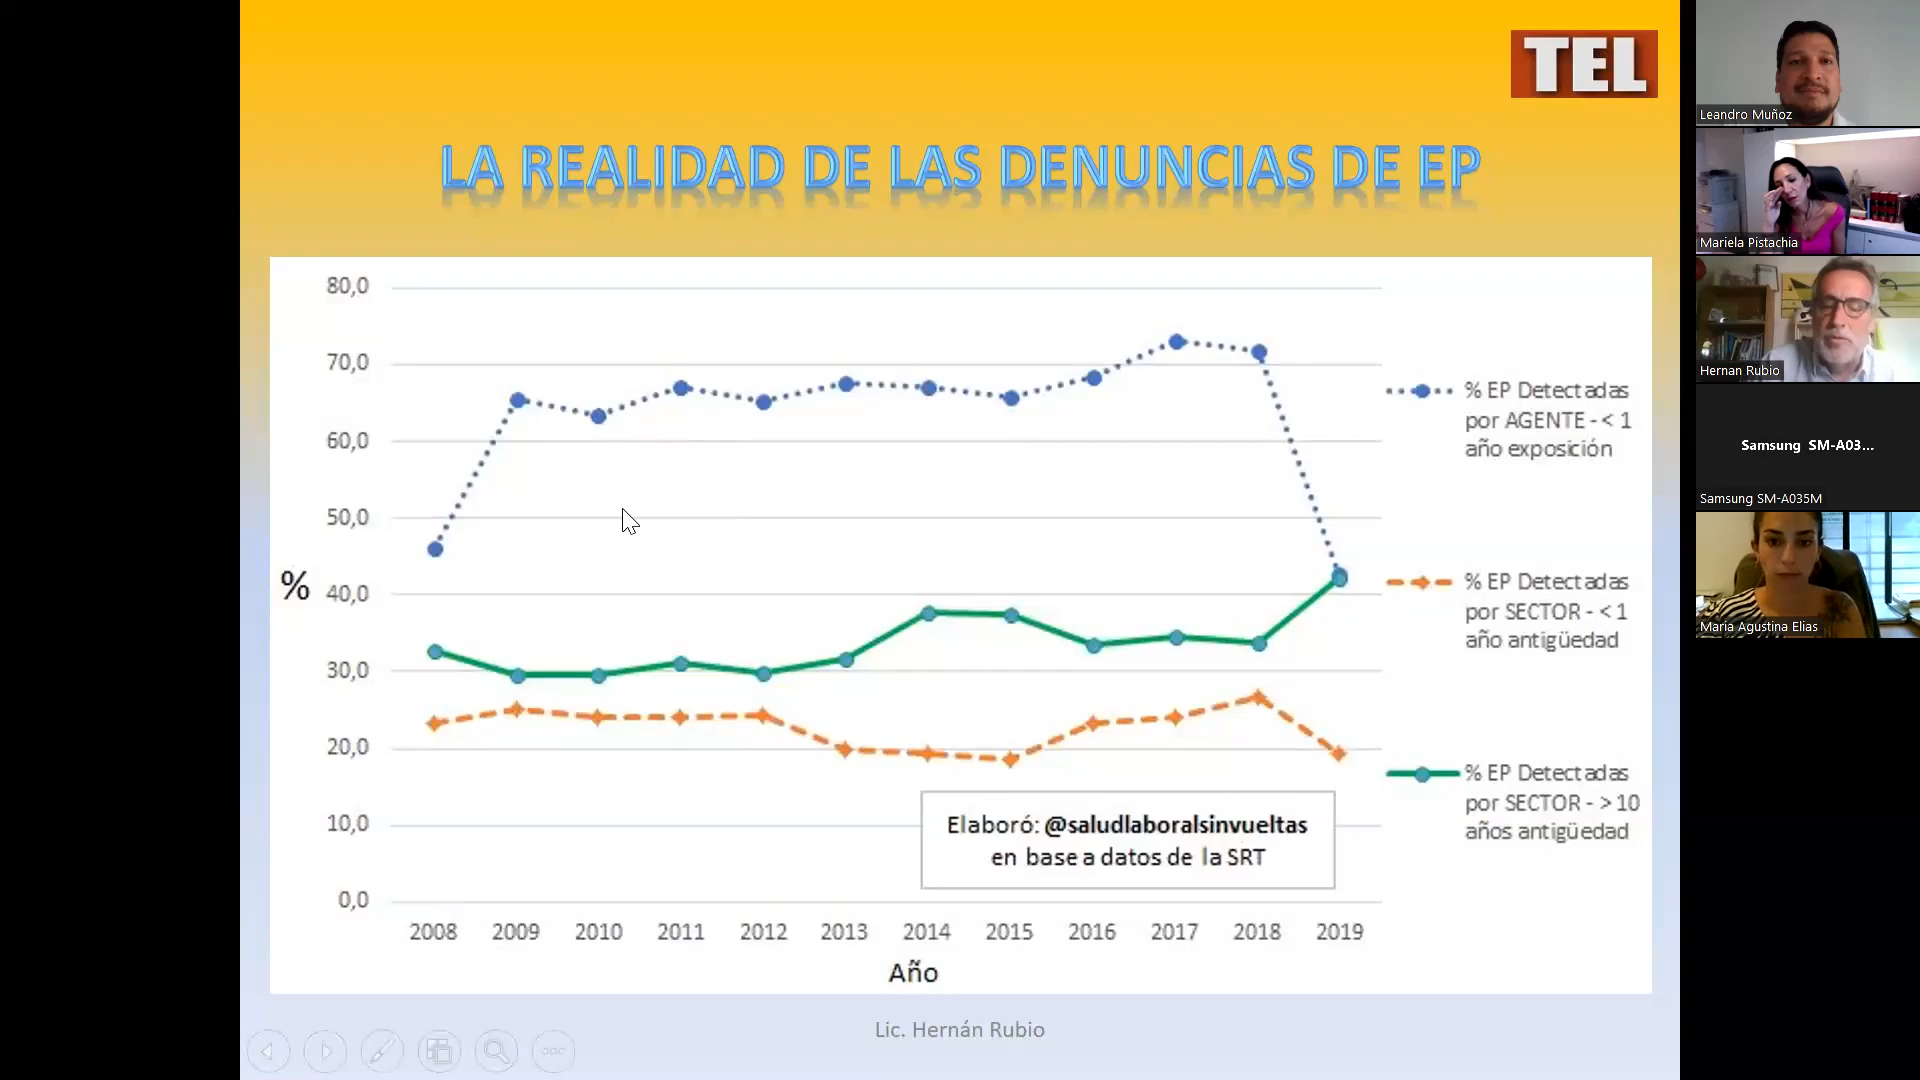 TEL
LA REALIDAD DE LAS DENUNCIAS DE EP
80,0
70,0
60,0
50,0
40,0
30,0
20,0
10,0
0,0
%
2008 2009 2010 2011 2012 2013 2014 2015 2016 2017 2018 2019
Año
% EP Detectadas
por AGENTE - < 1
año exposición
% EP Detectadas
por SECTOR - < 1
año antigüedad
% EP Detectadas
por SECTOR - > 10
años antigüedad
Elaboró: @saludlaboralsinvueltas
en base a datos de la SRT
Lic. Hernán Rubio
Leandro Muñoz
Mariela Pistachia
Hernan Rubio
Samsung SM-A03...
Samsung SM-A035M
Maria Agustina Elias